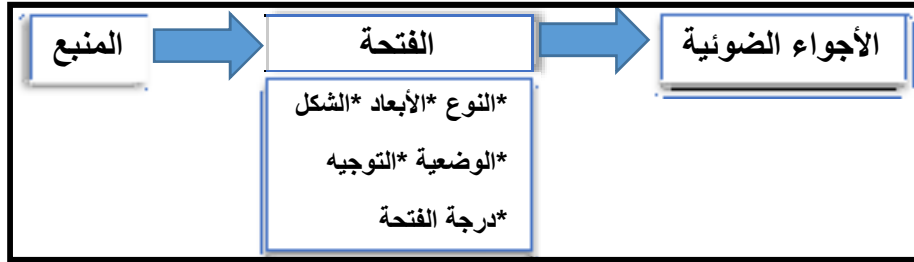 المنبع
الفتحة
الأجواء الضوئية
*النوع *الأبعاد *الشكل
*الوضعية *التوجيه
*درجة الفتحة